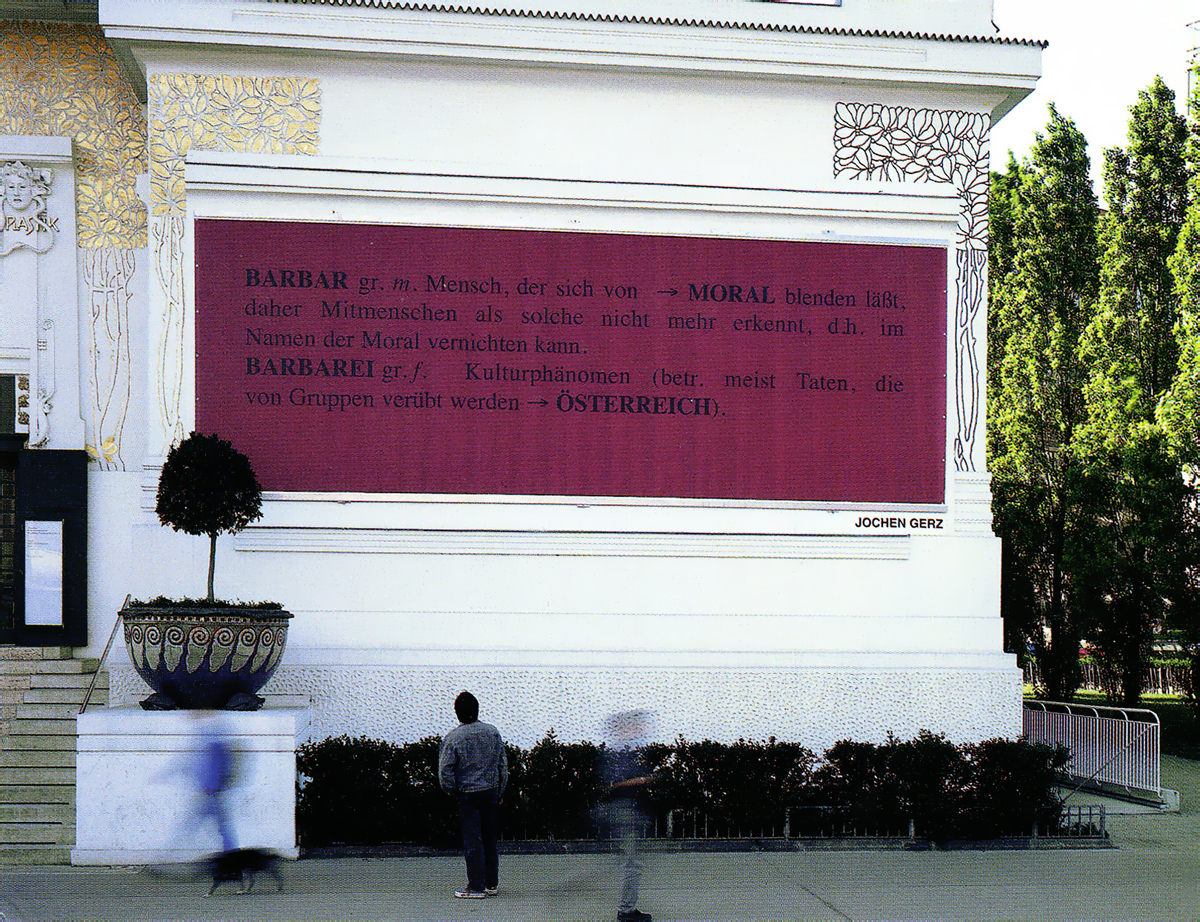 PLASTIK
BARBAR gr. m. Mensch, der sich von → MORAL blenden läßt,
daher Mitmenschen als solche nicht mehr erkennt, d.h. im
Namen der Moral vernichten kann.
BARBAREI gr. f. Kulturphänomen (betr. meist Taten, die
von Gruppen verübt werden → ÖSTERREICH).
JOCHEN GERZ